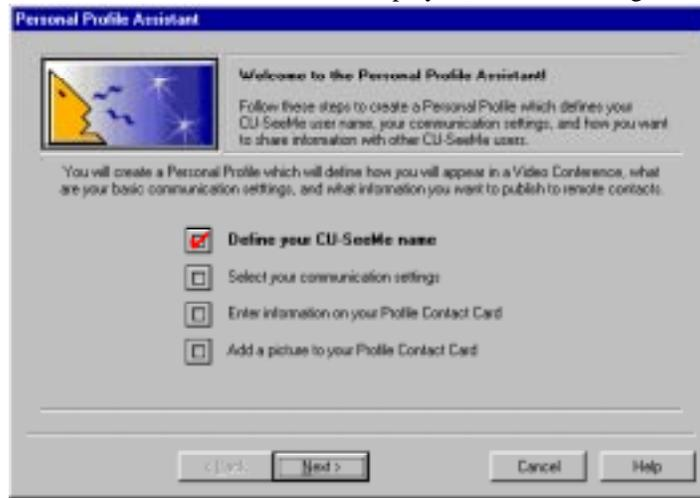 Personal Profile Assistant
Welcome to the Personal Profile Assistant!
Follow these steps to create a Personal Profile which defines your
CU-SeeMe user name, your communication settings, and how you want
to share information with other CU-SeeMe users.
You will create a Personal Profile which will define how you will appear in a Video Conference, what
are your basic communication settings, and what information you want to publish to remote contacts.
Define your CU-SeeMe name
Select your communication settings
Enter information on your Profile Contact Card
Add a picture to your Profile Contact Card
< Back Next > Cancel Help